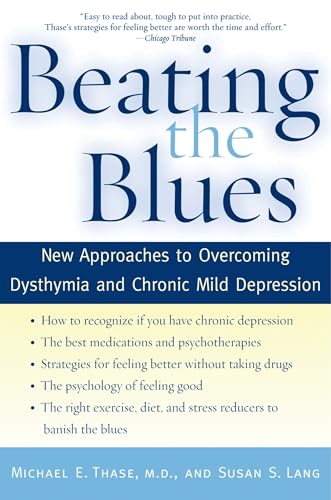 "Easy to read about, tough to put into practice,
Thase's strategies for feeling better are worth the time and effort."
—Chicago Tribune
Beating
the
Blues
New Approaches to Overcoming
Dysthymia and Chronic Mild Depression
• How to recognize if you have chronic depression
• The best medications and psychotherapies
• Strategies for feeling better without taking drugs
• The psychology of feeling good
• The right exercise, diet, and stress reducers to
banish the blues
Michael E. Thase, M.D., and Susan S. Lang